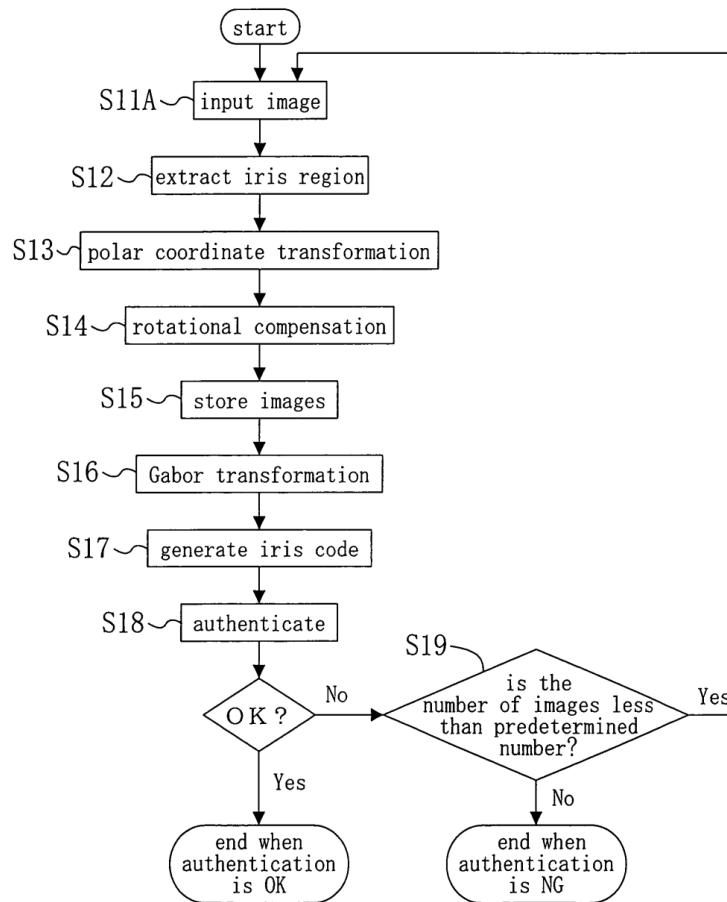 start
S11A
input image
S12
extract iris region
S13
polar coordinate transformation
S14
rotational compensation
S15
store images
S16
Gabor transformation
S17
generate iris code
S18
authenticate
S19
OK?
No
is the
number of images less
than predetermined
number?
Yes
Yes
No
end when
authentication
is OK
end when
authentication
is NG